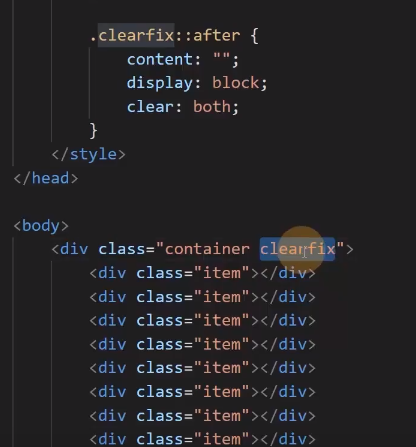 .clearfix::after {
content: "";
display: block;
clear: both;
}
</style>
</head>
<body>
<div class="container clearfix">
<div class="item"></div>
<div class="item"></div>
<div class="item"></div>
<div class="item"></div>
<div class="item"></div>
<div class="item"></div>
<div class="item"></div>
<div class="item"></div>